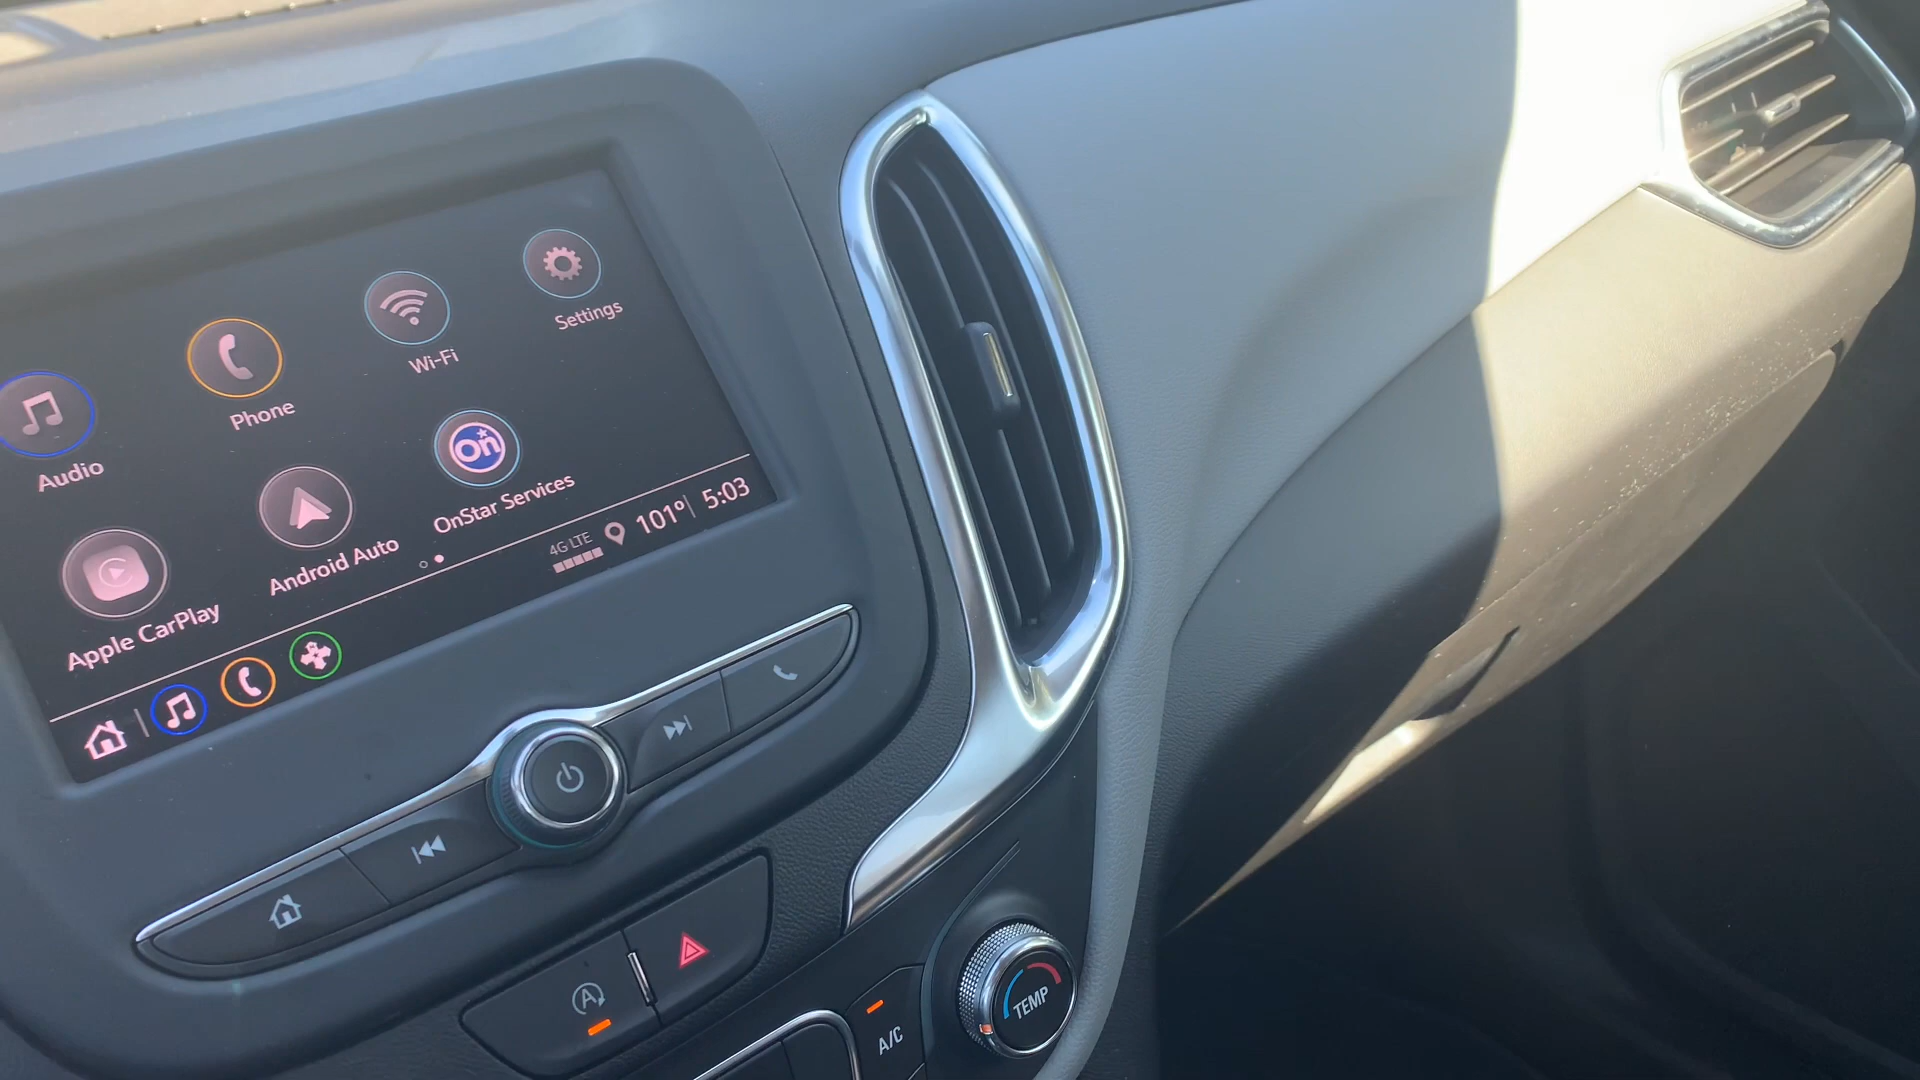 Audio
Phone
Wi-Fi
Settings
Apple CarPlay
Android Auto
On
OnStar Services
4G LTE
101°
5:03
A
A/C
TEMP